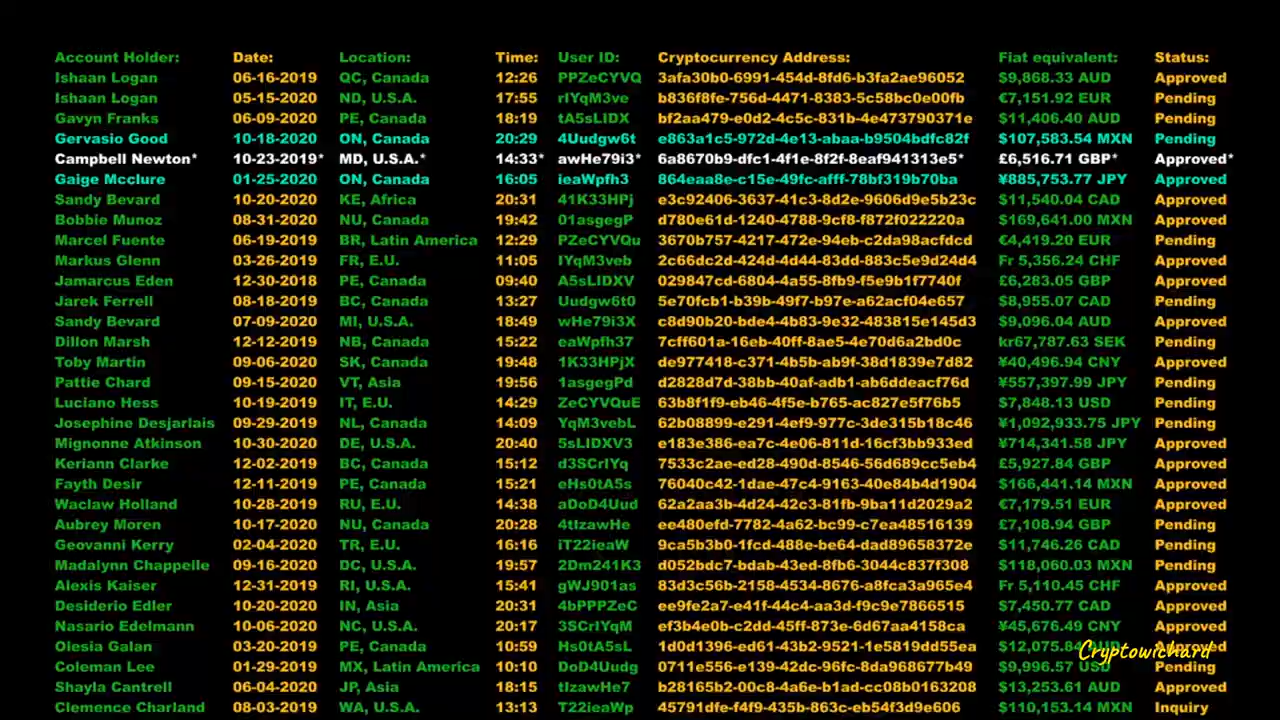 Account Holder: Date: Location: Time: User ID: Cryptocurrency Address: Fiat equivalent: Status:
Ishaan Logan 06-16-2019 QC, Canada 12:26 PPZeCYVQ 3afa30b0-6991-454d-8fd6-b3fa2ae96052 $9,868.33 AUD Approved
Ishaan Logan 05-15-2020 ND, U.S.A. 17:55 rIYqM3ve b836f8fe-756d-4471-8383-5c58bc0e00fb €7,151.92 EUR Pending
Gavyn Franks 06-09-2020 PE, Canada 18:19 tA5sLIDX bf2aa479-e0d2-4c5c-831b-4e473790371e $11,406.40 AUD Pending
Gervasio Good 10-18-2020 ON, Canada 20:29 4Uudgw6t e863a1c5-972d-4e13-abaa-b9504bdfc82f $107,583.54 MXN Pending
Campbell Newton* 10-23-2019* MD, U.S.A.* 14:33* awHe79i3* 6a8670b9-dfc1-4f1e-8f2f-8eaf941313e5* £6,516.71 GBP* Approved*
Gaige Mcclure 01-25-2020 ON, Canada 16:05 ieaWpfh3 864eaa8e-c15e-49fc-afff-78bf319b70ba ¥885,753.77 JPY Approved
Sandy Bevard 10-20-2020 KE, Africa 20:31 41K33HPj e3c92406-3637-41c3-8d2e-9606d9e5b23c $11,540.04 CAD Approved
Bobbie Munoz 08-31-2020 NU, Canada 19:42 01asgegP d780e61d-1240-4788-9cf8-f872f022220a $169,641.00 MXN Pending
Marcel Fuente 06-19-2019 BR, Latin America 12:29 PZeCYVQu 3670b757-4217-472e-94eb-c2da98acfdcd €4,419.20 EUR Pending
Markus Glenn 03-26-2019 FR, E.U. 11:05 IYqM3veb 2c66dc2d-424d-4d44-83dd-883c5e9d24d4 Fr 5,356.24 CHF Approved
Jamarcus Eden 12-30-2018 PE, Canada 09:40 A5sLIDXV 029847cd-6804-4a55-8fb9-f5e9b1f7740f £6,283.05 GBP Approved
Jarek Ferrell 08-18-2019 BC, Canada 13:27 Uudgw6t0 5e70fcb1-b39b-49f7-b97e-a62acf04e657 $8,955.07 CAD Approved
Sandy Bevard 07-09-2020 MI, U.S.A. 18:49 wHe79i3X c8d90b20-bde4-4b83-9e32-483815e145d3 $9,096.04 AUD Approved
Dillon Marsh 12-12-2019 NB, Canada 15:22 eaWpfh37 7cff601a-16eb-40ff-8ae5-4e70d6a2bd0c kr67,787.63 SEK Pending
Toby Martin 09-06-2020 SK, Canada 19:48 1K33HPjX de977418-c371-4b5b-ab9f-38d1839e7d82 ¥40,496.94 CNY Approved
Pattie Chard 09-15-2020 VT, Asia 19:56 1asgegPd d2828d7d-38bb-40af-adb1-ab6ddeacf76d ¥557,397.99 JPY Pending
Luciano Hess 10-19-2020 IT, E.U. 14:29 ZeCYVQuE 63b8f1f9-eb46-4f5e-b765-ac827e5f76b5 $7,848.13 USD Pending
Josephine Desjarlais 09-29-2019 NL, Canada 14:09 YqM3vebL 62b08899-e291-4ef9-977c-3de315b18c46 ¥1,092,933.75 JPY Pending
Mignonne Atkinson 10-30-2020 DE, U.S.A. 20:40 5sLIDXV3 e183e386-ea7c-4e06-811d-16cf3bb933ed ¥714,341.58 JPY Approved
Keriann Clarke 12-02-2019 BC, Canada 15:12 d3SCrIYq 7533c2ae-ed28-490d-8546-56d689cc5eb4 £5,927.84 GBP Approved
Fayth Desir 12-11-2019 PE, Canada 15:21 eHs0tA5s 76040c42-1dae-47c4-9163-40e84b4d1904 $166,441.14 MXN Approved
Waclaw Holland 10-28-2019 RU, E.U. 14:38 aDoD4Uud 62a2aa3b-4d24-42c3-81fb-9ba11d2029a2 €7,179.51 EUR Approved
Aubrey Moren 10-17-2020 NU, Canada 20:28 4tIzawHe ee480efd-7782-4a62-bc99-c7ea48516139 £7,108.94 GBP Pending
Geovanni Kerry 02-04-2020 TR, E.U. 16:16 iT22ieaW 9ca5b3b0-1fcd-488e-be64-dad89658372e $11,746.26 CAD Pending
Madalynn Chappelle 09-16-2020 DC, U.S.A. 19:57 2Dm241K3 d052bdc7-bdab-43ed-8fb6-3044c837f308 $118,060.03 MXN Pending
Alexis Kaiser 12-31-2019 RI, U.S.A. 15:41 gWJ901as 83d3c56b-2158-4534-8676-a8fca3a965e4 Fr 5,110.45 CHF Approved
Desiderio Edler 10-20-2020 IN, Asia 20:31 4bPPPZeC ee9fe2a7-e41f-44c4-aa3d-f9c9e7866515 $7,450.77 CAD Approved
Nasario Edelmann 10-06-2020 NC, U.S.A. 20:17 3SCrIYqM ef3b4e0b-c2dd-45ff-873e-6d67aa4158ca ¥45,676.49 CNY Approved
Olesia Galan 03-20-2019 PE, Canada 10:59 Hs0tA5sL 1d0d1396-ed61-43b2-9521-1e5819dd55ea $12,075.84 AUD Approved
Cryptowichard
Coleman Lee 01-29-2019 MX, Latin America 10:10 DoD4Uudg 0711e556-e139-42dc-96fc-8da968677b49 $9,996.57 USD Pending
Shayla Cantrell 06-04-2020 JP, Asia 18:15 tIzawHe7 b28165b2-00c8-4a6e-b1ad-cc08b0163208 $13,253.61 AUD Approved
Clemence Charland 08-03-2019 WA, U.S.A. 13:13 T22ieaWp 45791dfe-f4f9-435b-863c-eb54f3d9e606 $110,153.14 MXN Inquiry